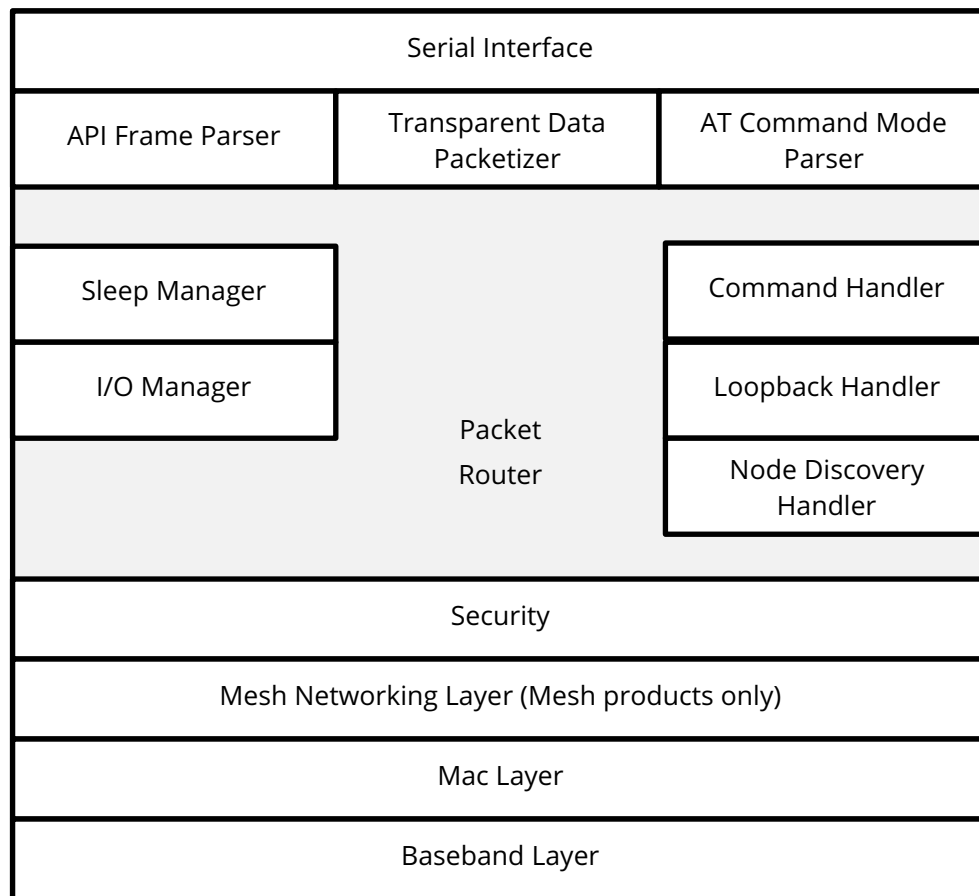 Serial Interface
API Frame Parser
Transparent Data
Packetizer
AT Command Mode
Parser
Sleep Manager
Command Handler
I/O Manager
Loopback Handler
Packet
Router
Node Discovery
Handler
Security
Mesh Networking Layer (Mesh products only)
Mac Layer
Baseband Layer